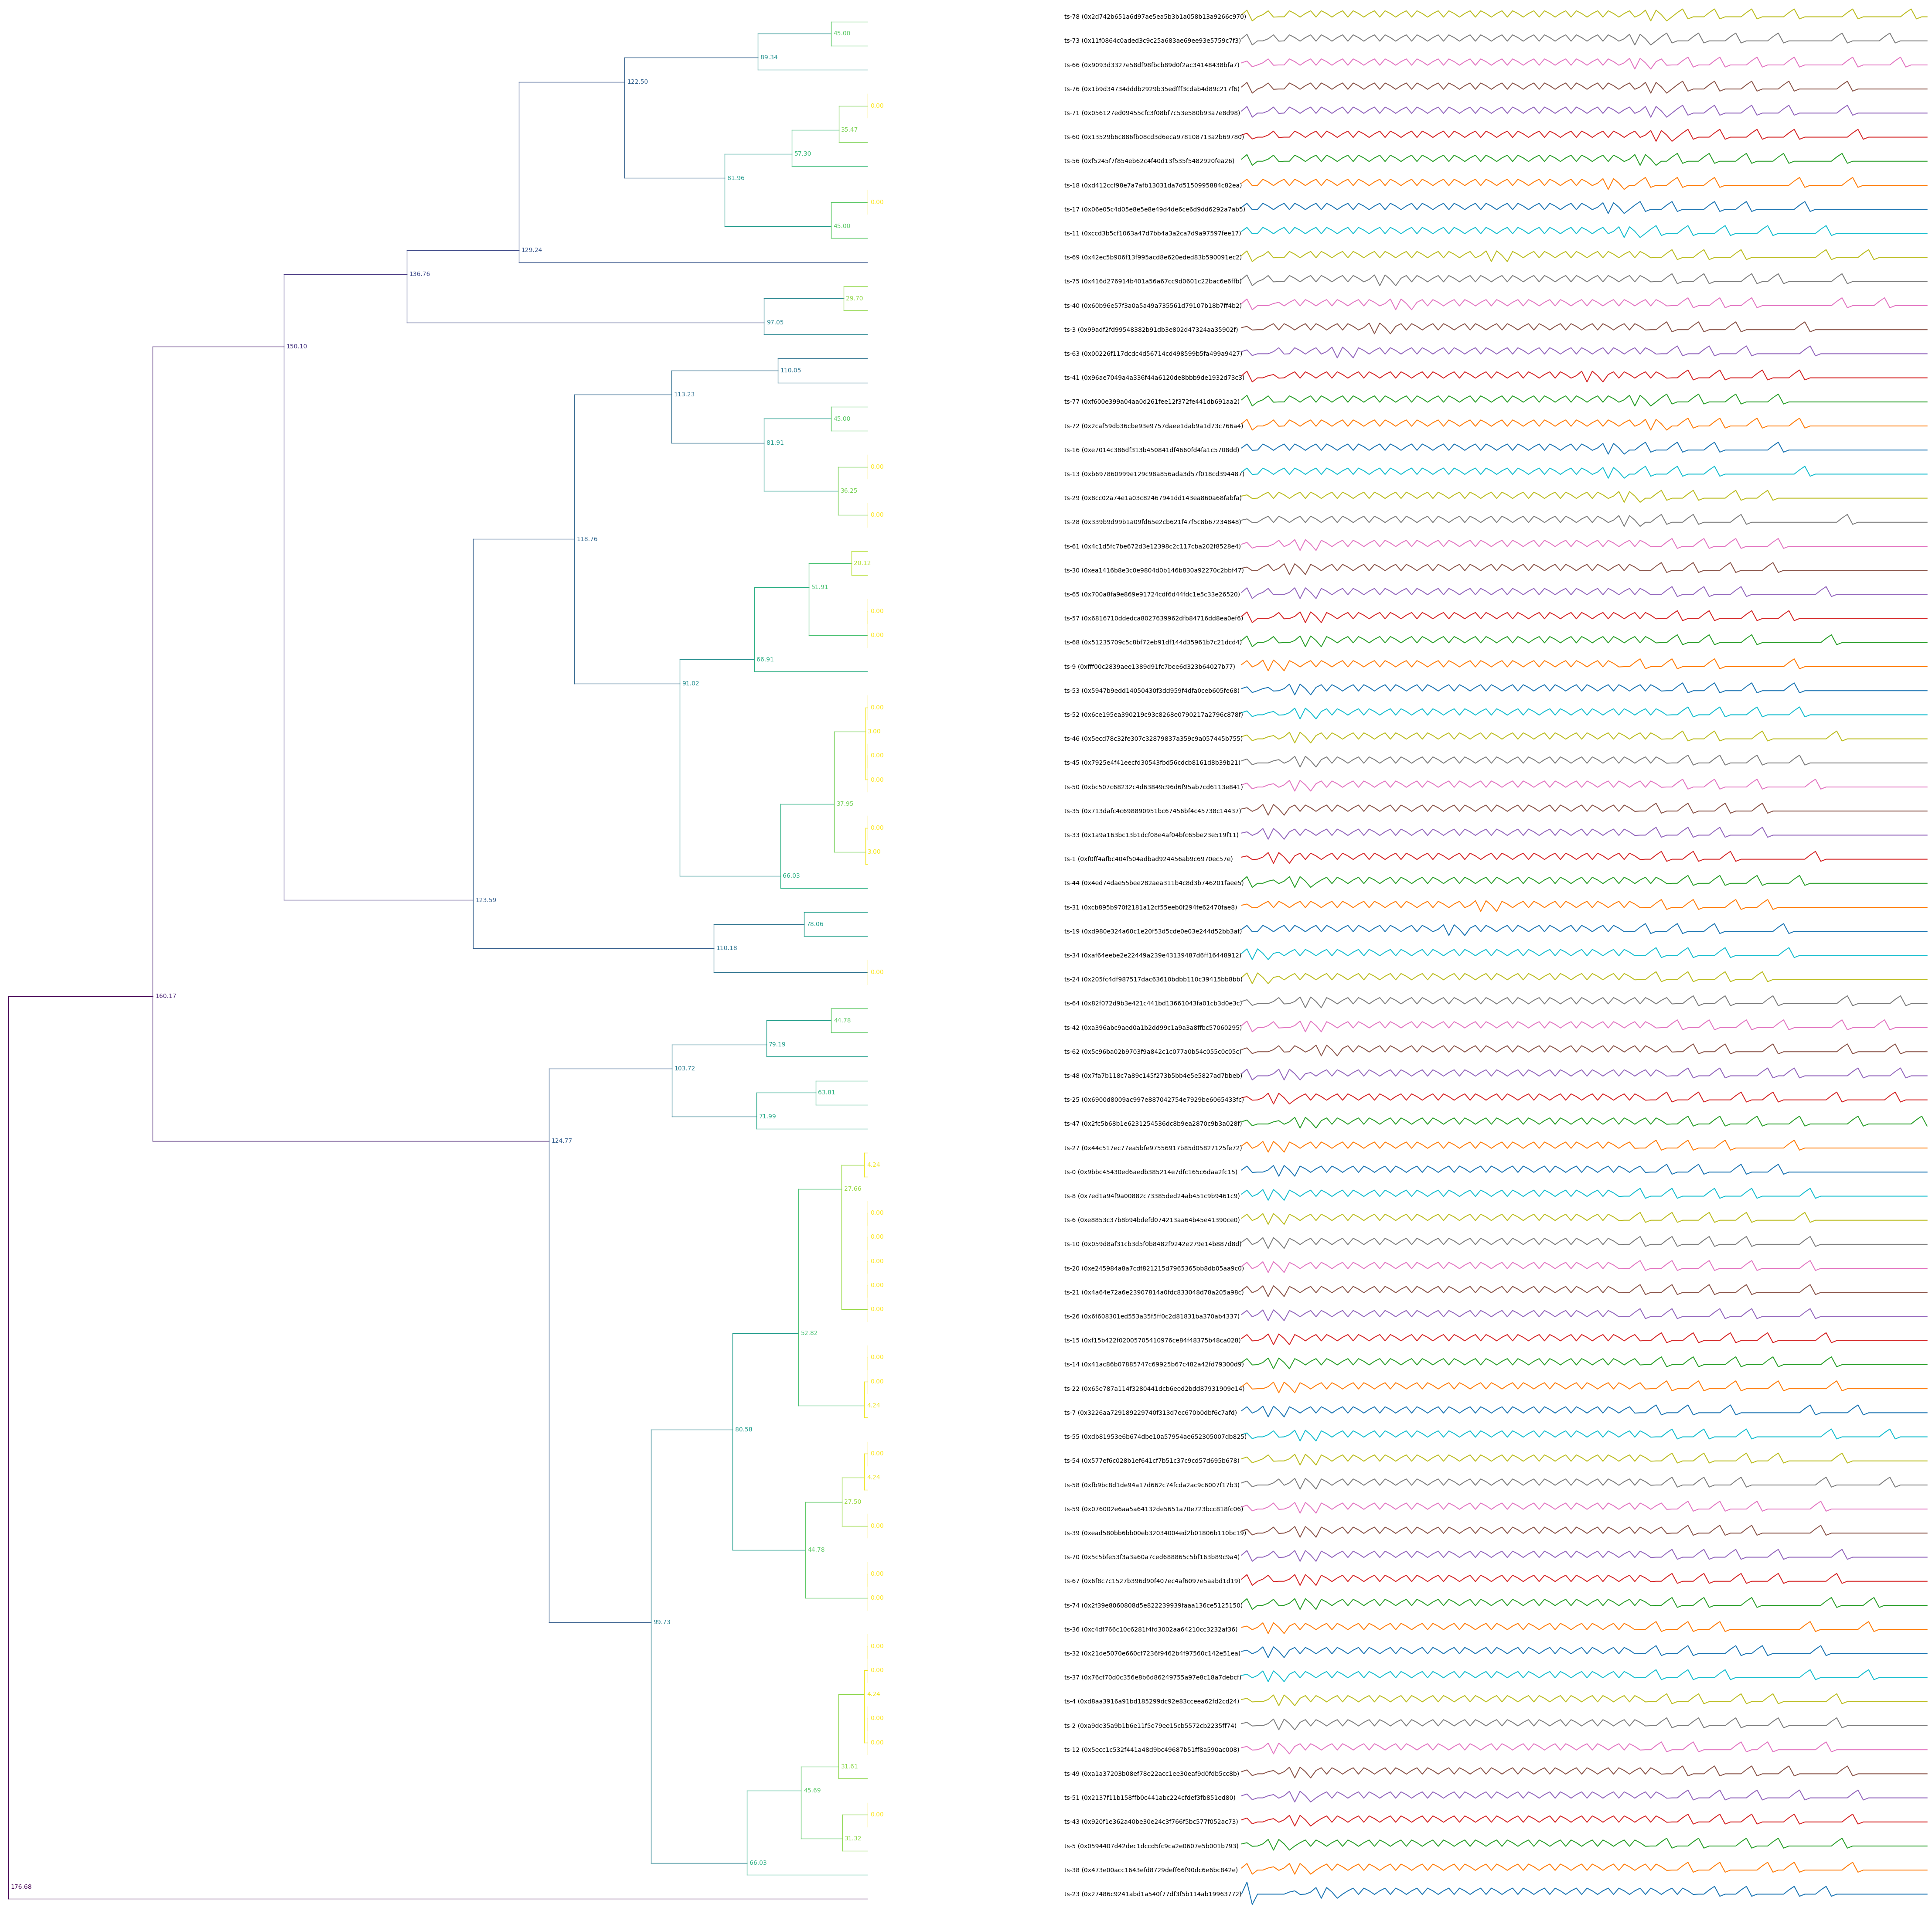 45.00
89.34
122.50
0.00
35.47
57.30
81.96
0.00
45.00
129.24
136.76
29.70
97.05
150.10
110.05
113.23
45.00
81.91
0.00
36.25
0.00
118.76
20.12
51.91
0.00
0.00
66.91
91.02
0.00
3.00
0.00
0.00
37.95
0.00
3.00
66.03
123.59
78.06
110.18
0.00
160.17
44.78
79.19
103.72
63.81
71.99
124.77
4.24
27.66
0.00
0.00
0.00
0.00
0.00
52.82
0.00
0.00
4.24
80.58
0.00
4.24
27.50
0.00
44.78
0.00
0.00
99.73
0.00
0.00
4.24
0.00
0.00
31.61
45.69
0.00
31.32
66.03
176.68
ts-78 (0x2d742b651a6d97ae5ea5b3b1a058b13a9266c970)
ts-73 (0x11f0864c0aded3c9c25a683ae69ee93e5759c7f3)
ts-66 (0x9093d3327e58df98fbcb89d0f2ac34148438bfa7)
ts-76 (0x1b9d34734dddb2929b35edfff3cdab4d89c217f6)
ts-71 (0x056127ed09455cfc3f08bf7c53e580b93a7e8d98)
ts-60 (0x13529b6c886fb08cd3d6eca978108713a2b69780)
ts-56 (0xf5245f7f854eb62c4f40d13f535f5482920fea26)
ts-18 (0xd412ccf98e7a7afb13031da7d5150995884c82ea)
ts-17 (0x06e05c4d05e8e5e8e49d4de6ce6d9dd6292a7ab5)
ts-11 (0xccd3b5cf1063a47d7bb4a3a2ca7d9a97597fee17)
ts-69 (0x42ec5b906f13f995acd8e620eded83b590091ec2)
ts-75 (0x416d276914b401a56a67cc9d0601c22bac6e6ffb)
ts-40 (0x60b96e57f3a0a5a49a735561d79107b18b7ff4b2)
ts-3 (0x99adf2fd99548382b91db3e802d47324aa35902f)
ts-63 (0x00226f117dcdc4d56714cd498599b5fa499a9427)
ts-41 (0x96ae7049a4a336f44a6120de8bbb9de1932d73c3)
ts-77 (0xf600e399a04aa0d261fee12f372fe441db691aa2)
ts-72 (0x2caf59db36cbe93e9757daee1dab9a1d73c766a4)
ts-16 (0xe7014c386df313b450841df4660fd4fa1c5708dd)
ts-13 (0xb697860999e129c98a856ada3d57f018cd394487)
ts-29 (0x8cc02a74e1a03c82467941dd143ea860a68fabfa)
ts-28 (0x339b9d99b1a09fd65e2cb621f47f5c8b67234848)
ts-61 (0x4c1d5fc7be672d3e12398c2c117cba202f8528e4)
ts-30 (0xea1416b8e3c0e9804d0b146b830a92270c2bbf47)
ts-65 (0x700a8fa9e869e91724cdf6d44fdc1e5c33e26520)
ts-57 (0x6816710ddedca8027639962dfb84716dd8ea0ef6)
ts-68 (0x51235709c5c8bf72eb91df144d35961b7c21dcd4)
ts-9 (0xfff00c2839aee1389d91fc7bee6d323b64027b77)
ts-53 (0x5947b9edd14050430f3dd959f4dfa0ceb605fe68)
ts-52 (0x6ce195ea390219c93c8268e0790217a2796c878f)
ts-46 (0x5ecd78c32fe307c32879837a359c9a057445b755)
ts-45 (0x7925e4f41eecfd30543fbd56cdcb8161d8b39b21)
ts-50 (0xbc507c68232c4d63849c96d6f95ab7cd6113e841)
ts-35 (0x713dafc4c698890951bc67456bf4c45738c14437)
ts-33 (0x1a9a163bc13b1dcf08e4af04bfc65be23e519f11)
ts-1 (0xf0ff4afbc404f504adbad924456ab9c6970ec57e)
ts-44 (0x4ed74dae55bee282aea311b4c8d3b746201faee5)
ts-31 (0xcb895b970f2181a12cf55eeb0f294fe62470fae8)
ts-19 (0xd980e324a60c1e20f53d5cde0e03e244d52bb3af)
ts-34 (0xaf64eebe2e22449a239e43139487d6ff16448912)
ts-24 (0x205fc4df987517dac63610bdbb110c39415bb8bb)
ts-64 (0x82f072d9b3e421c441bd13661043fa01cb3d0e3c)
ts-42 (0xa396abc9aed0a1b2dd99c1a9a3a8ffbc57060295)
ts-62 (0x5c96ba02b9703f9a842c1c077a0b54c055c0c05c)
ts-48 (0x7fa7b118c7a89c145f273b5bb4e5e5827ad7bbeb)
ts-25 (0x6900d8009ac997e887042754e7929be6065433fc)
ts-47 (0x2fc5b68b1e6231254536dc8b9ea2870c9b3a028f)
ts-27 (0x44c517ec77ea5bfe97556917b85d05827125fe72)
ts-0 (0x9bbc45430ed6aedb385214e7dfc165c6daa2fc15)
ts-8 (0x7ed1a94f9a00882c73385ded24ab451c9b9461c9)
ts-6 (0xe8853c37b8b94bdefd074213aa64b45e41390ce0)
ts-10 (0x059d8af31cb3d5f0b8482f9242e279e14b887d8d)
ts-20 (0xe245984a8a7cdf821215d7965365bb8db05aa9c0)
ts-21 (0x4a64e72a6e23907814a0fdc833048d78a205a98c)
ts-26 (0x6f608301ed553a35f5ff0c2d81831ba370ab4337)
ts-15 (0xf15b422f02005705410976ce84f48375b48ca028)
ts-14 (0x41ac86b07885747c69925b67c482a42fd79300d9)
ts-22 (0x65e787a114f3280441dcb6eed2bdd87931909e14)
ts-7 (0x3226aa729189229740f313d7ec670b0dbf6c7afd)
ts-55 (0xdb81953e6b674dbe10a57954ae652305007db825)
ts-54 (0x577ef6c028b1ef641cf7b51c37c9cd57d695b678)
ts-58 (0xfb9bc8d1de94a17d662c74fcda2ac9c6007f17b3)
ts-59 (0x076002e6aa5a64132de5651a70e723bcc818fc06)
ts-39 (0xead580bb6bb00eb32034004ed2b01806b110bc19)
ts-70 (0x5c5bfe53f3a3a60a7ced688865c5bf163b89c9a4)
ts-67 (0x6f8c7c1527b396d90f407ec4af6097e5aabd1d19)
ts-74 (0x2f39e8060808d5e822239939faaa136ce5125150)
ts-36 (0xc4df766c10c6281f4fd3002aa64210cc3232af36)
ts-32 (0x21de5070e660cf7236f9462b4f97560c142e51ea)
ts-37 (0x76cf70d0c356e8b6d86249755a97e8c18a7debcf)
ts-4 (0xd8aa3916a91bd185299dc92e83cceea62fd2cd24)
ts-2 (0xa9de35a9b1b6e11f5e79ee15cb5572cb2235ff74)
ts-12 (0x5ecc1c532f441a48d9bc49687b51ff8a590ac008)
ts-49 (0xa1a37203b08ef78e22acc1ee30eaf9d0fdb5cc8b)
ts-51 (0x2137f11b158ffb0c441abc224cfdef3fb851ed80)
ts-43 (0x920f1e362a40be30e24c3f766f5bc577f052ac73)
ts-5 (0x0594407d42dec1dccd5fc9ca2e0607e5b001b793)
ts-38 (0x473e00acc1643efd8729deff66f90dc6e6bc842e)
ts-23 (0x27486c9241abd1a540f77df3f5b114ab19963772)